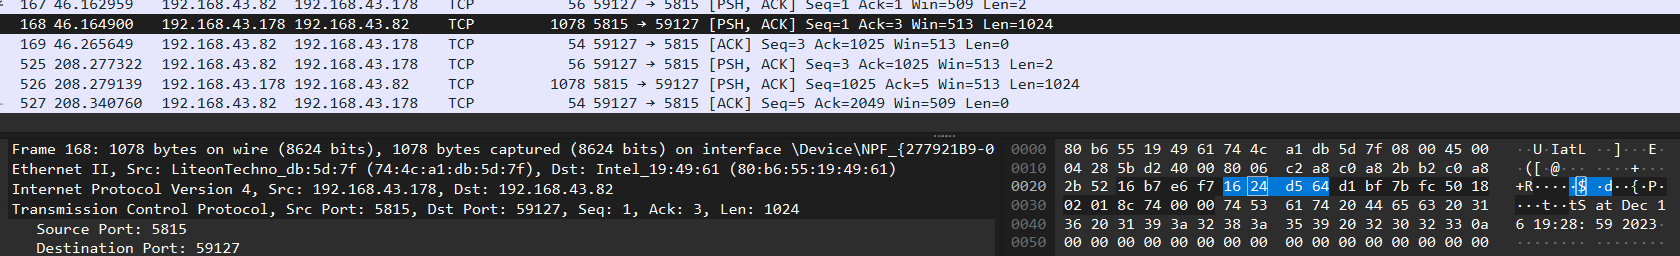 167 46.162959 192.168.43.82 192.168.43.178 TCP 56 59127 → 5815 [PSH, ACK] Seq=1 Ack=1 Win=509 Len=2
168 46.164900 192.168.43.178 192.168.43.82 TCP 1078 5815 → 59127 [PSH, ACK] Seq=1 Ack=3 Win=513 Len=1024
169 46.265649 192.168.43.82 192.168.43.178 TCP 54 59127 → 5815 [ACK] Seq=3 Ack=1025 Win=513 Len=0
525 208.277322 192.168.43.82 192.168.43.178 TCP 56 59127 → 5815 [PSH, ACK] Seq=3 Ack=1025 Win=513 Len=2
526 208.279139 192.168.43.178 192.168.43.82 TCP 1078 5815 → 59127 [PSH, ACK] Seq=1025 Ack=5 Win=513 Len=1024
527 208.340760 192.168.43.82 192.168.43.178 TCP 54 59127 → 5815 [ACK] Seq=5 Ack=2049 Win=509 Len=0
Frame 168: 1078 bytes on wire (8624 bits), 1078 bytes captured (8624 bits) on interface \Device\NPF_{277921B9-0
Ethernet II, Src: LiteonTechno_db:5d:7f (74:4c:a1:db:5d:7f), Dst: Intel_19:49:61 (80:b6:55:19:49:61)
Internet Protocol Version 4, Src: 192.168.43.178, Dst: 192.168.43.82
Transmission Control Protocol, Src Port: 5815, Dst Port: 59127, Seq: 1, Ack: 3, Len: 1024
Source Port: 5815
Destination Port: 59127
0000 80 b6 55 19 49 61 74 4c a1 db 5d 7f 08 00 45 00 ··U·IatL ··]···E·
0010 04 28 5b d2 40 00 80 06 c2 a8 c0 a8 2b b2 c0 a8 ·([·@··· ····+···
0020 2b 52 16 b7 e6 f7 16 24 d5 64 d1 bf 7b fc 50 18 +R·····$ ·d··{·P·
0030 02 01 8c 74 00 00 74 53 61 74 20 44 65 63 20 31 ···t··tS at Dec 1
0040 36 20 31 39 3a 32 38 3a 35 39 20 32 30 32 33 0a 6 19:28: 59 2023·
0050 00 00 00 00 00 00 00 00 00 00 00 00 00 00 00 00 ········ ········